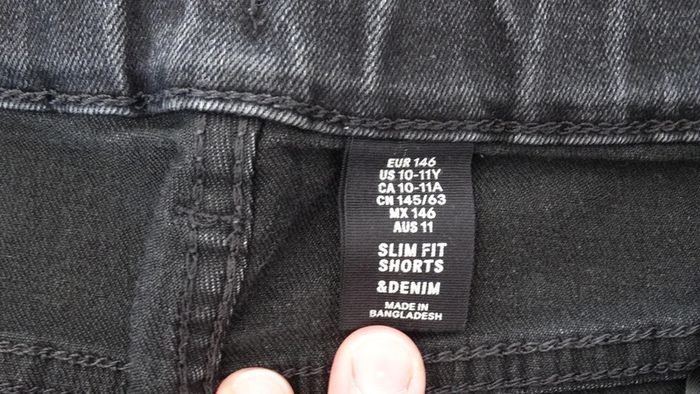 EUR 146
US 10-11Y
CA 10-11A
CN 145/63
MX 146
AUS 11
SLIM FIT
SHORTS
&DENIM
MADE IN
BANGLADESH